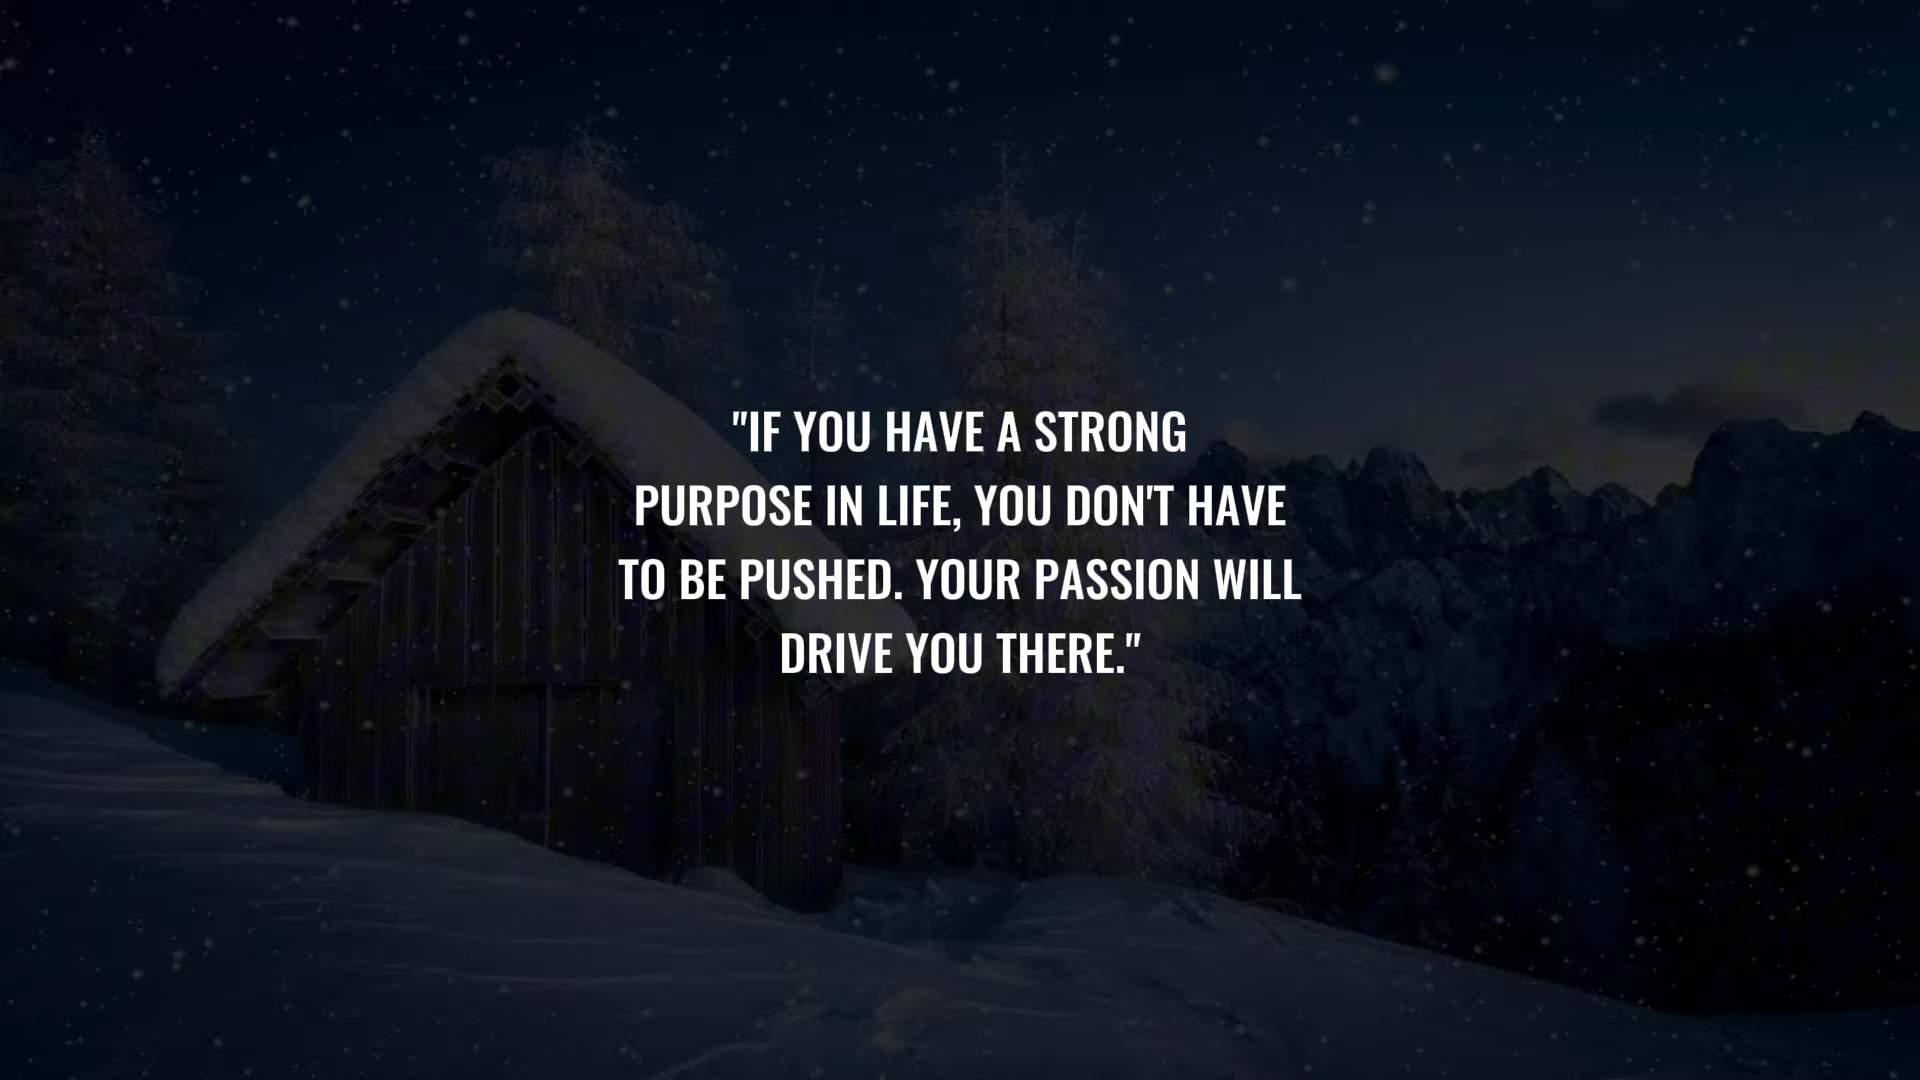 "IF YOU HAVE A STRONG
PURPOSE IN LIFE, YOU DON'T HAVE
TO BE PUSHED. YOUR PASSION WILL
DRIVE YOU THERE."